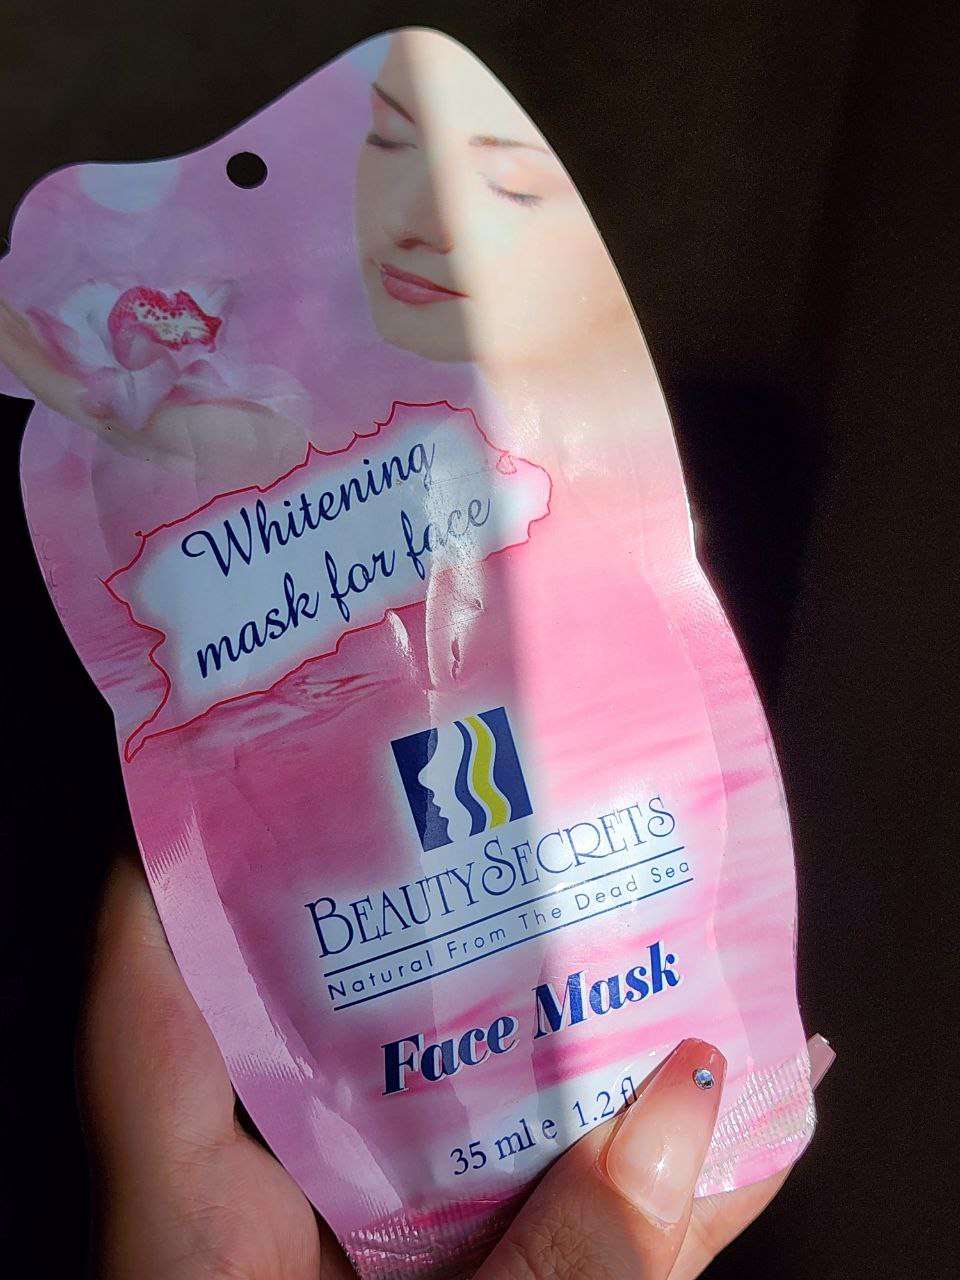 Whitening
mask for face
BEAUTY SECRETS
Natural From The Dead Sea
Face Mask
35 ml e 1.2 fl